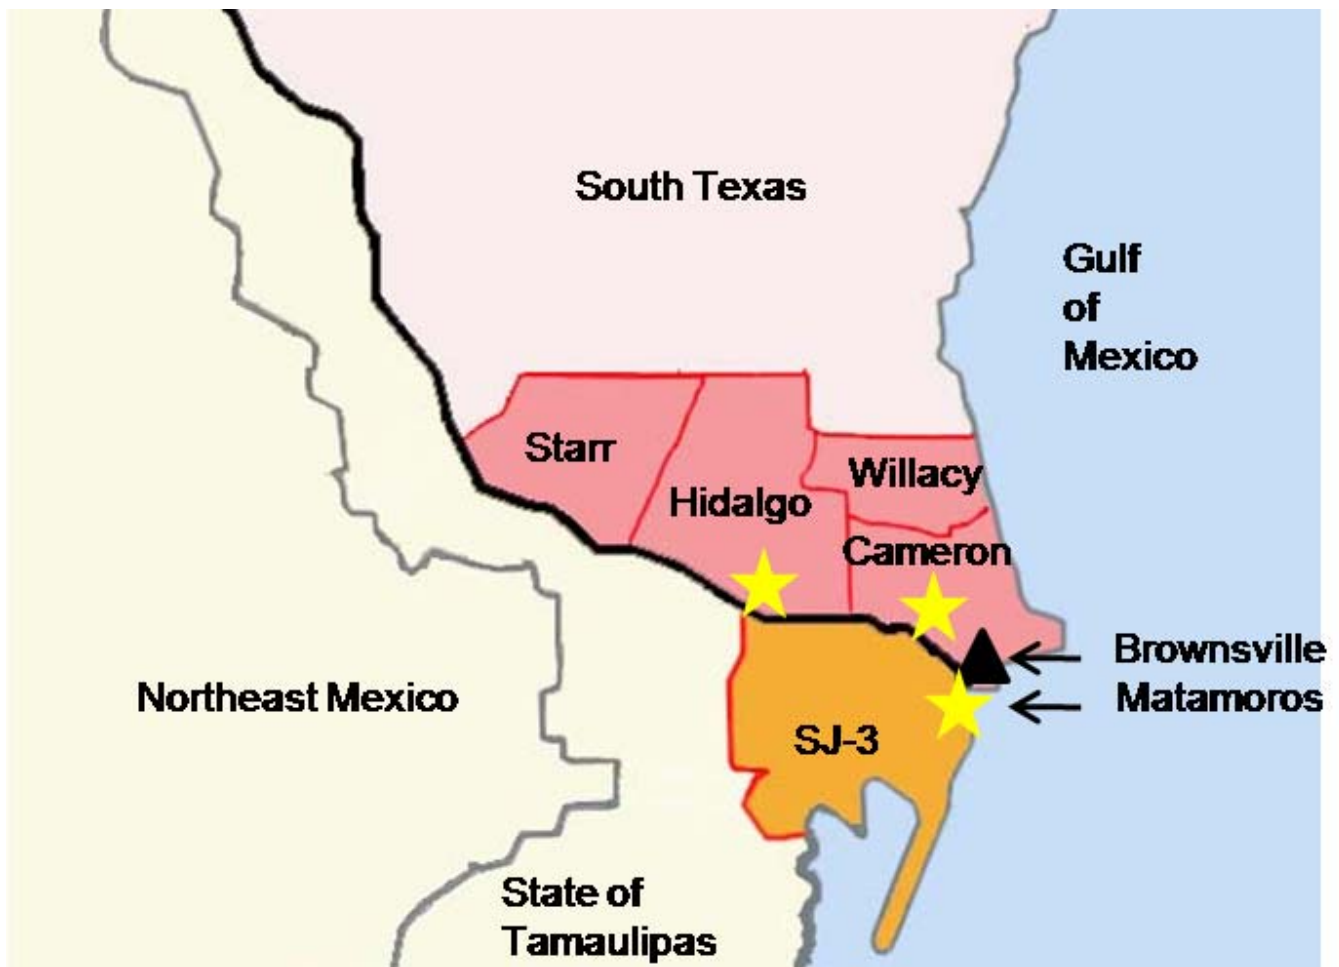 South Texas
Gulf
of
Mexico
Starr
Willacy
Hidalgo
Cameron
Brownsville
Northeast Mexico
Matamoros
SJ-3
State of
Tamaulipas